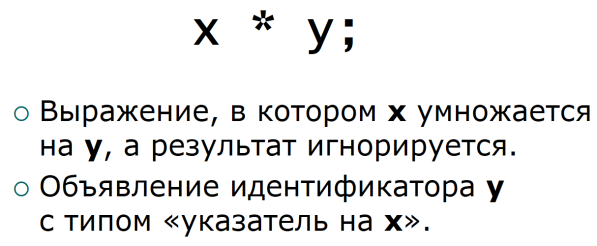 x * y;
Выражение, в котором x умножается
на y, а результат игнорируется.
Объявление идентификатора y
с типом «указатель на x».